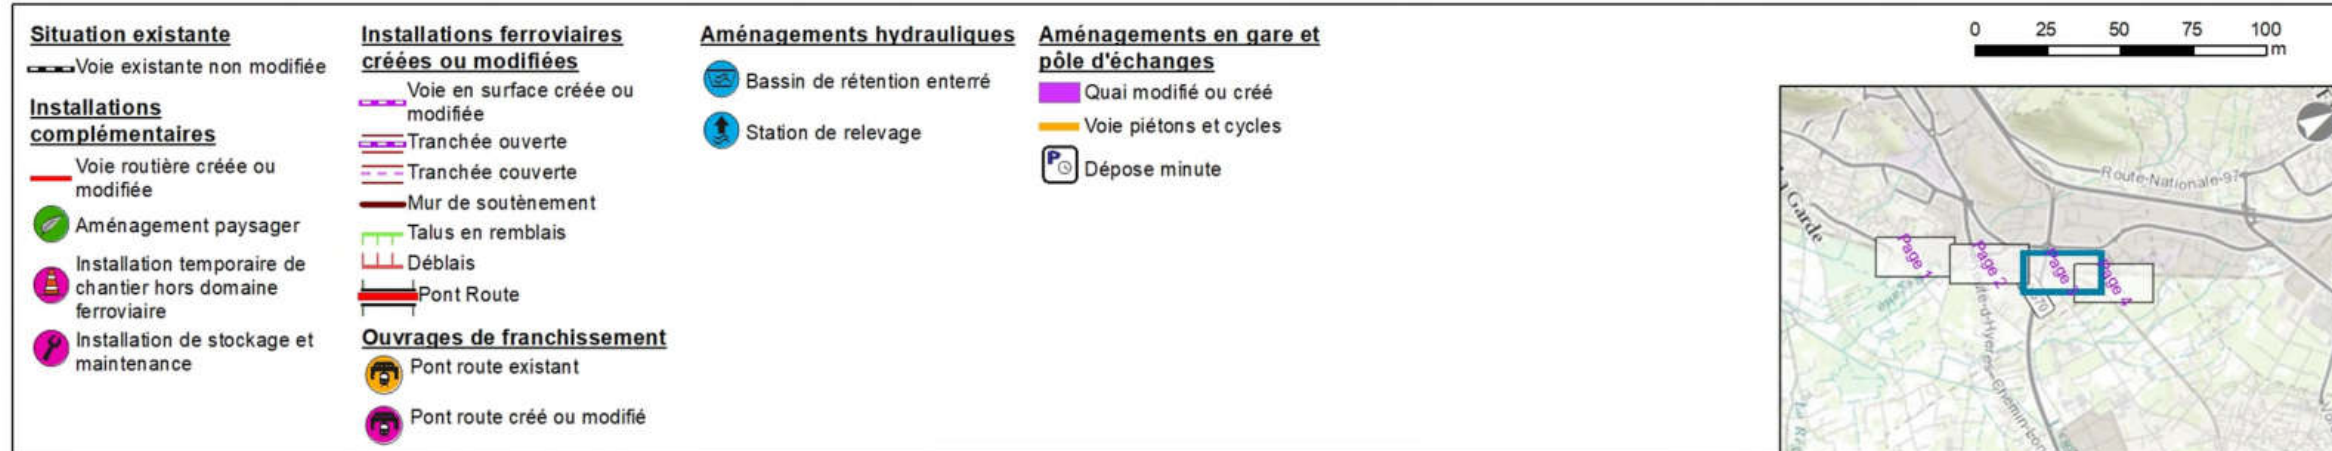 Situation existante
Voie existante non modifiée
Installations
complémentaires
Voie routière créée ou
modifiée
Aménagement paysager
Installation temporaire de
chantier hors domaine
ferroviaire
Installation de stockage et
maintenance
Installations ferroviaires
créées ou modifiées
Voie en surface créée ou
modifiée
Tranchée ouverte
Tranchée couverte
Mur de soutènement
Talus en remblais
Déblais
Pont Route
Ouvrages de franchissement
Pont route existant
Pont route créé ou modifié
Aménagements hydrauliques
Bassin de rétention enterré
Station de relevage
Aménagements en gare et
pôle d'échanges
Quai modifié ou créé
Voie piétons et cycles
P
Dépose minute
0 25 50 75 100
m
Route-Nationale-97
La Garde
Page 1
Page 2
Page
Page 4